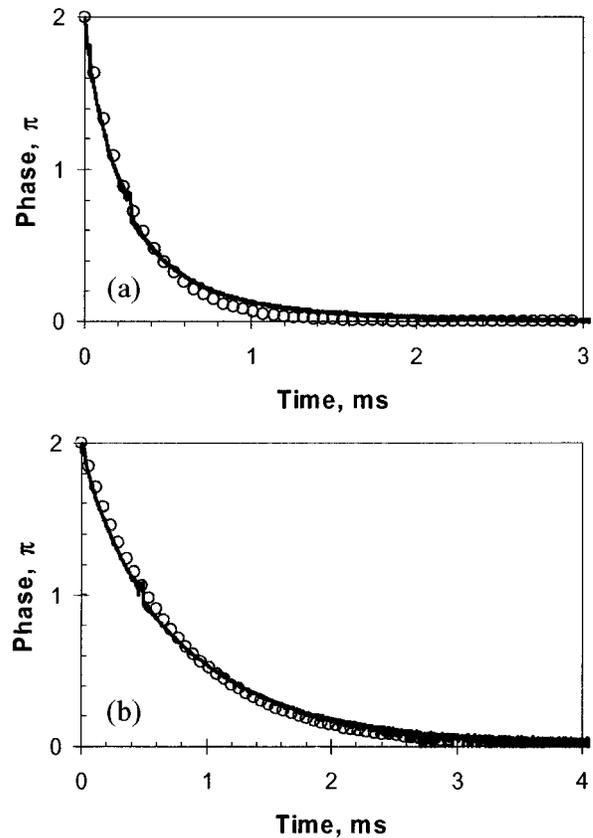 2
1
0
Phase, π
(a)
0 1 2 3
Time, ms
2
1
0
Phase, π
(b)
0 1 2 3 4
Time, ms